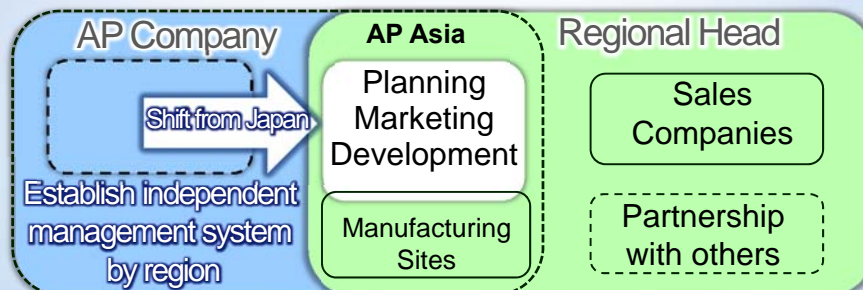 AP Company
AP Asia
Regional Head
Shift from Japan
Establish independent
management system
by region
Planning
Marketing
Development
Manufacturing
Sites
Sales
Companies
Partnership
with others